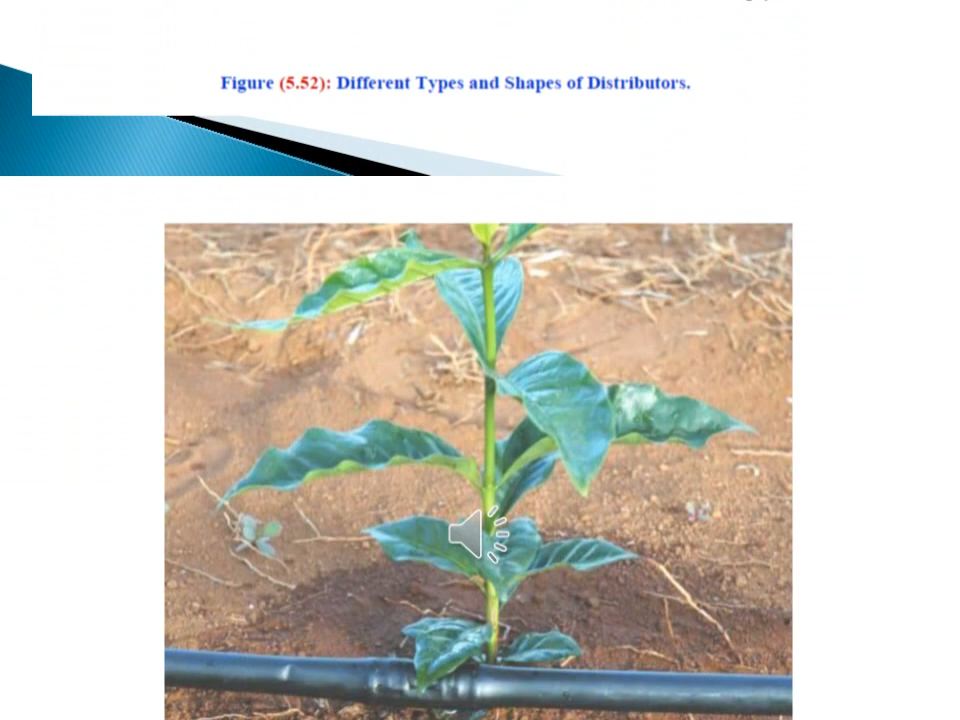 Figure (5.52): Different Types and Shapes of Distributors.